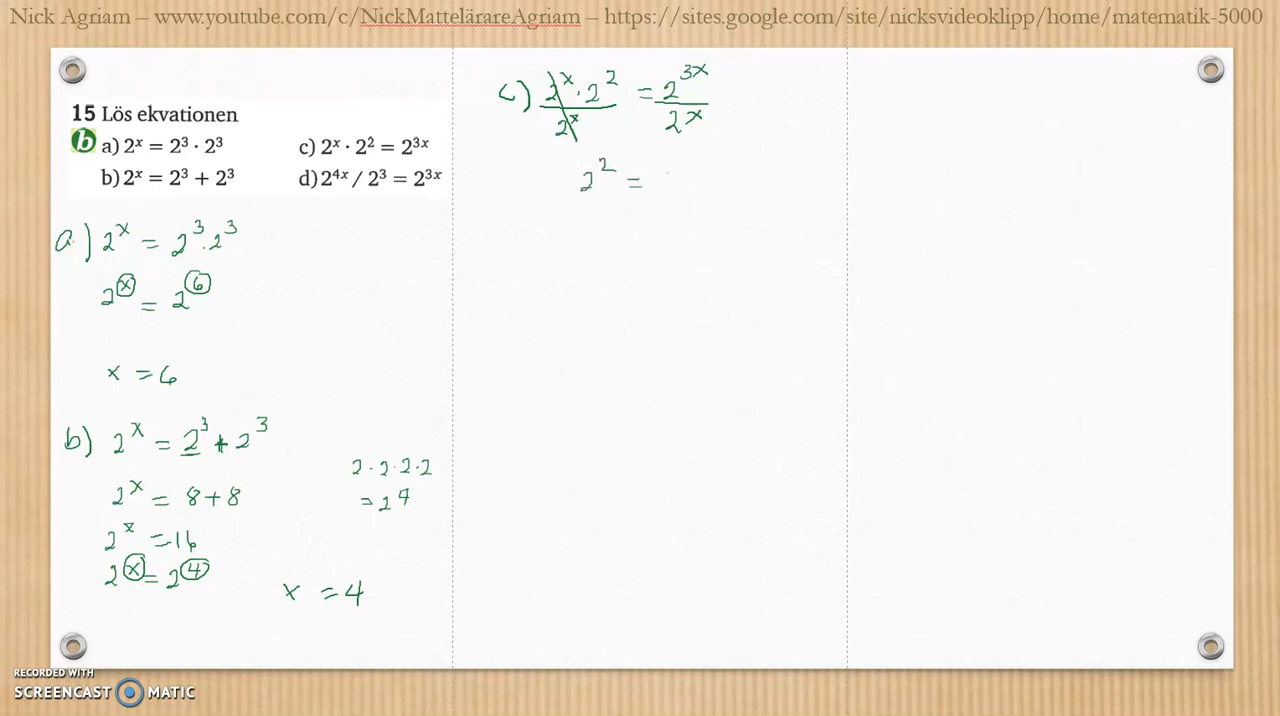 Nick Agriam – www.youtube.com/c/NickMattelärareAgriam – https://sites.google.com/site/nicksvideoklipp/home/matematik-5000
15 Lös ekvationen
b a) 2ˣ = 2³ · 2³
b) 2ˣ = 2³ + 2³
c) 2ˣ · 2² = 2³ˣ
d) 2⁴ˣ / 2³ = 2³ˣ
a) 2ˣ = 2³ · 2³
2ˣ = 2⁶
x = 6
b) 2ˣ = 2³ + 2³
2ˣ = 8 + 8
2ˣ = 16
2ˣ = 2⁴
2 · 2 · 2 · 2
= 2⁴
x = 4
c) 2ˣ · 2² = 2³ˣ
2ˣ 2ˣ
2² =
RECORDED WITH
SCREENCAST MATIC